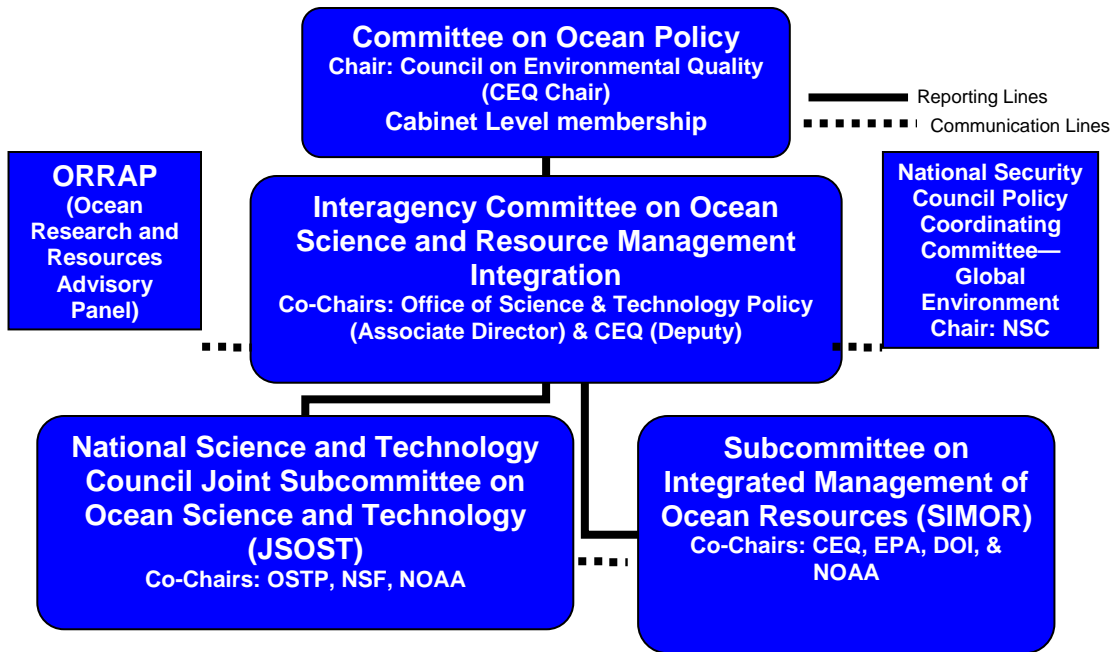 Committee on Ocean Policy
Chair: Council on Environmental Quality
(CEQ Chair)
Cabinet Level membership
Reporting Lines
Communication Lines
ORRAP
(Ocean
Research and
Resources
Advisory
Panel)
Interagency Committee on Ocean
Science and Resource Management
Integration
Co-Chairs: Office of Science & Technology Policy
(Associate Director) & CEQ (Deputy)
National Security
Council Policy
Coordinating
Committee—
Global
Environment
Chair: NSC
National Science and Technology
Council Joint Subcommittee on
Ocean Science and Technology
(JSOST)
Co-Chairs: OSTP, NSF, NOAA
Subcommittee on
Integrated Management of
Ocean Resources (SIMOR)
Co-Chairs: CEQ, EPA, DOI, &
NOAA